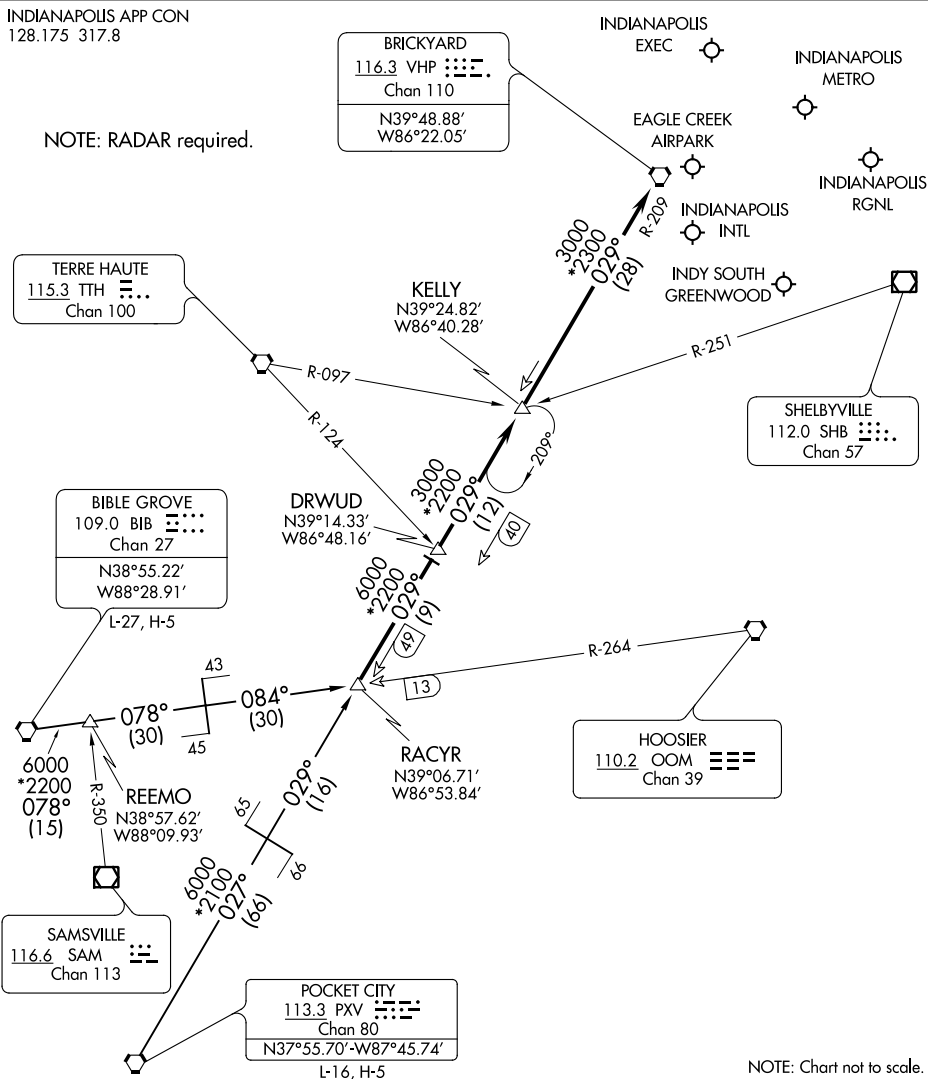 INDIANAPOLIS APP CON
128.175 317.8
NOTE: RADAR required.
BRICKYARD
116.3 VHP
Chan 110
N39°48.88′
W86°22.05′
INDIANAPOLIS
EXEC
INDIANAPOLIS
METRO
EAGLE CREEK
AIRPARK
INDIANAPOLIS
RGNL
INDIANAPOLIS
INTL
INDY SOUTH
GREENWOOD
R-209
3000
*2300
029°
(28)
TERRE HAUTE
115.3 TTH
Chan 100
KELLY
N39°24.82′
W86°40.28′
R-097
R-124
R-251
SHELBYVILLE
112.0 SHB
Chan 57
209°
3000
*2200
029°
(12)
40
DRWUD
N39°14.33′
W86°48.16′
BIBLE GROVE
109.0 BIB
Chan 27
N38°55.22′
W88°28.91′
L-27, H-5
6000
*2200
029°
(9)
49
13
R-264
HOOSIER
110.2 OOM
Chan 39
RACYR
N39°06.71′
W86°53.84′
43
084°
(30)
078°
(30)
45
6000
*2200
078°
(15)
REEMO
N38°57.62′
W88°09.93′
R-350
029°
(16)
65
66
6000
*2100
027°
(66)
SAMSVILLE
116.6 SAM
Chan 113
POCKET CITY
113.3 PXV
Chan 80
N37°55.70′-W87°45.74′
L-16, H-5
NOTE: Chart not to scale.